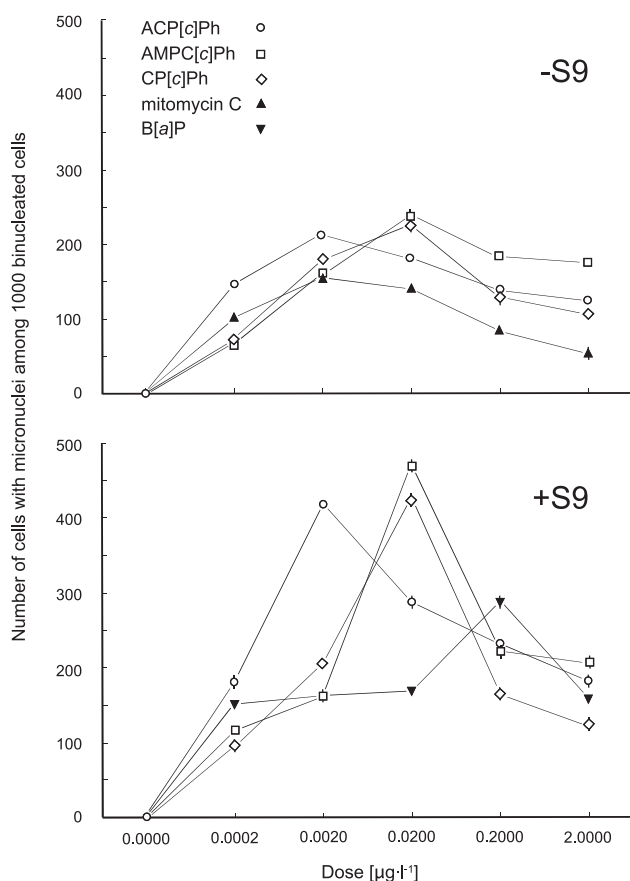 500
400
300
200
100
0
ACP[c]Ph
AMPC[c]Ph
CP[c]Ph
mitomycin C
B[a]P
-S9
Number of cells with micronuclei among 1000 binucleated cells
500
400
300
200
100
0
+S9
0.0000 0.0002 0.0020 0.0200 0.2000 2.0000
Dose [µg·l⁻¹]